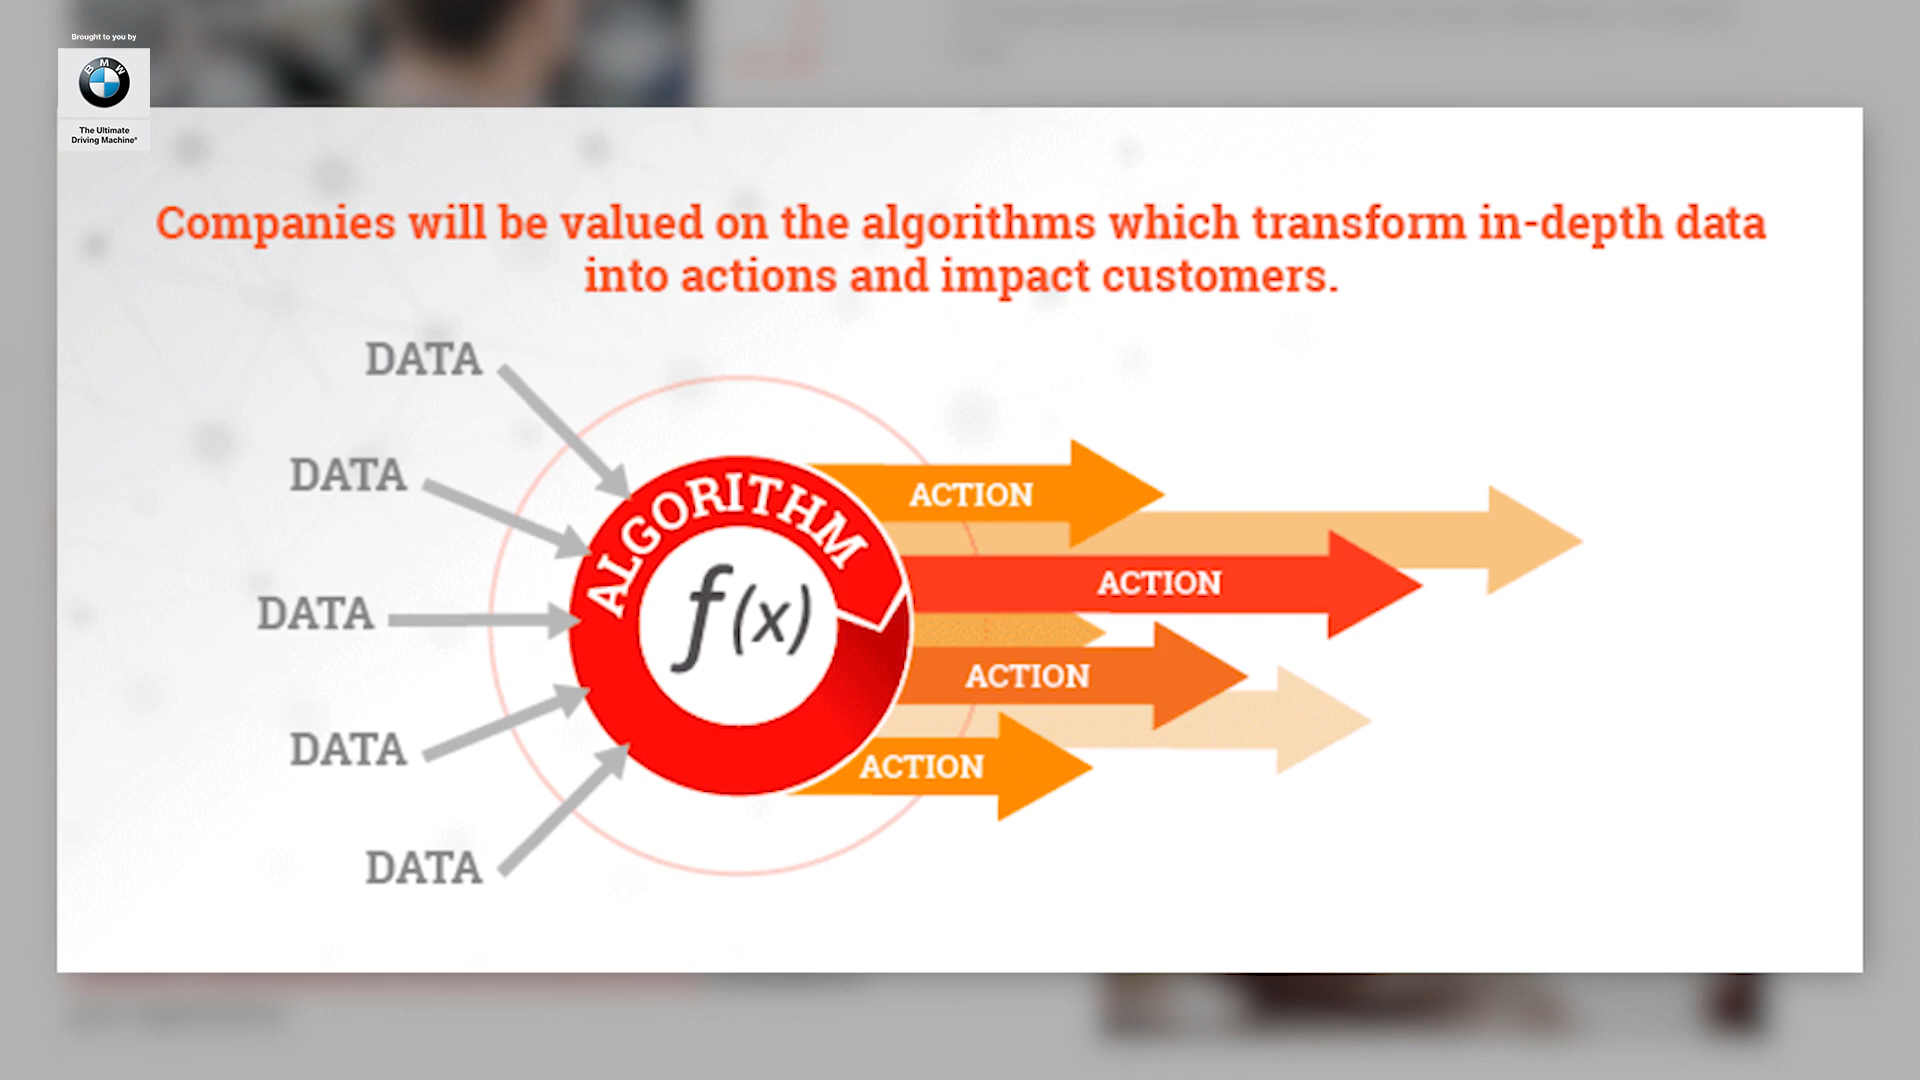 Brought to you by
BMW
The Ultimate
Driving Machine®
Companies will be valued on the algorithms which transform in-depth data
into actions and impact customers.
DATA
DATA
DATA
DATA
DATA
ALGORITHM
f(x)
ACTION
ACTION
ACTION
ACTION